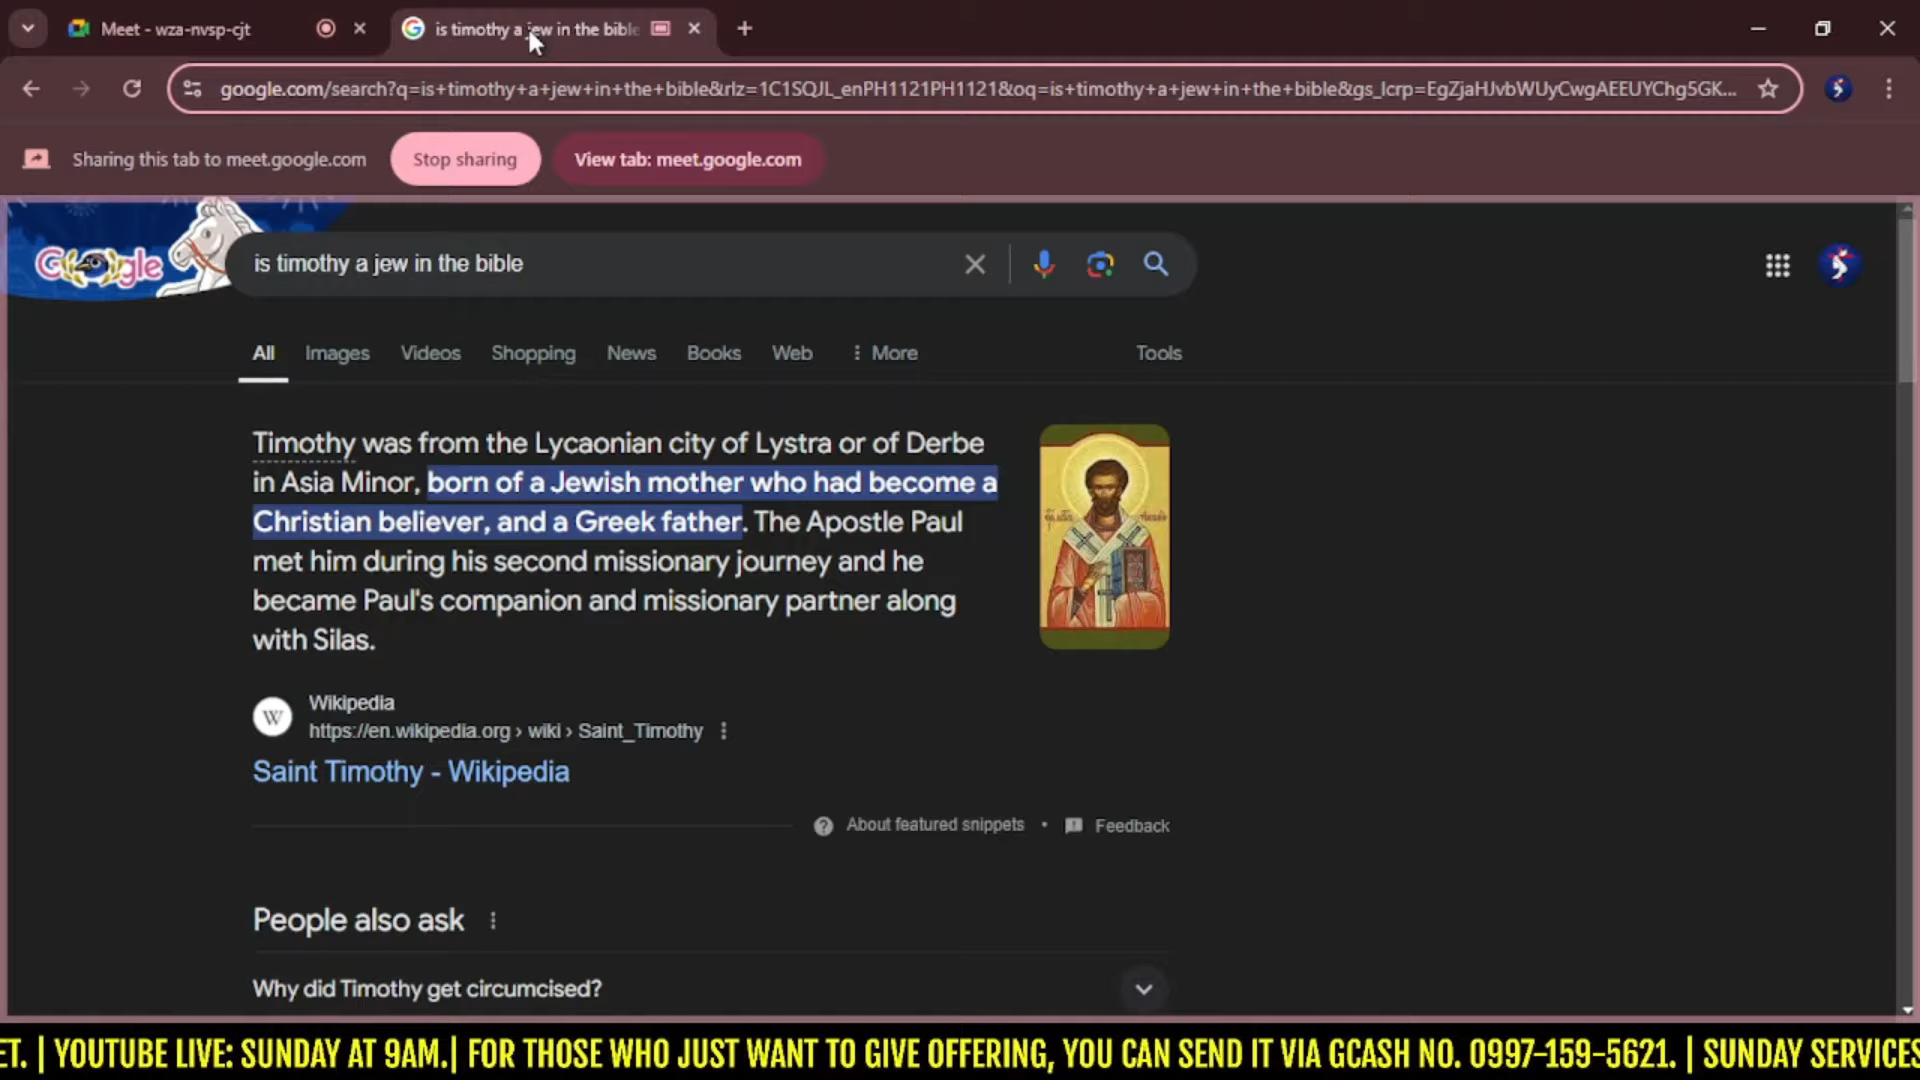 Meet - wza-nvsp-cjt
is timothy a jew in the bible
google.com/search?q=is+timothy+a+jew+in+the+bible&rlz=1C1SQJL_enPH1121PH1121&oq=is+timothy+a+jew+in+the+bible&gs_lcrp=EgZjaHJvbWUyCwgAEEUYChg5GK...
Sharing this tab to meet.google.com
Stop sharing
View tab: meet.google.com
Google
is timothy a jew in the bible
All
Images
Videos
Shopping
News
Books
Web
More
Tools
Timothy was from the Lycaonian city of Lystra or of Derbe
in Asia Minor, born of a Jewish mother who had become a
Christian believer, and a Greek father. The Apostle Paul
met him during his second missionary journey and he
became Paul's companion and missionary partner along
with Silas.
W
Wikipedia
https://en.wikipedia.org › wiki › Saint_Timothy
Saint Timothy - Wikipedia
About featured snippets • Feedback
People also ask
Why did Timothy get circumcised?
ET. | YOUTUBE LIVE: SUNDAY AT 9AM.| FOR THOSE WHO JUST WANT TO GIVE OFFERING, YOU CAN SEND IT VIA GCASH NO. 0997-159-5621. | SUNDAY SERVICES